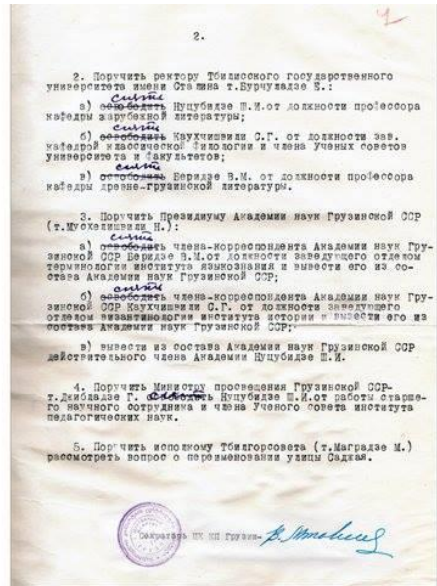 2.
2. Поручить ректору Тбилисского государственного
университета имени Сталина т.Бурчуладзе Е.:
снять
а) освободить Нуцубидзе Ш.И.от должности профессора
кафедры зарубежной литературы;
снять
б) освободить Каухчишвили С.Г. от должности зав.
кафедрой классической филологии и члена Ученых советов
университета и факультетов;
снять
в) освободить Беридзе В.М. от должности профессора
кафедры древне-грузинской литературы.
3. Поручить Президиуму Академии наук Грузинской ССР
(т.Мусхелишвили Н.):
снять
а) освободить члена-корреспондента Академии наук Гру-
зинской ССР Беридзе В.М.от должности заведующего отделом
терминологии института языкознания и вывести его из со-
става Академии наук Грузинской ССР;
снять
б) освободить члена-корреспондента Академии наук Гру-
зинской ССР Каухчишвили С.Г. от должности заведующего
отделом византинологии института истории и вывести его из
состава Академии наук Грузинской ССР;
в) вывести из состава Академии наук Грузинской ССР
действительного члена Академии Нуцубидзе Ш.И.
4. Поручить Министру просвещения Грузинской ССР-
т.Джибладзе Г. Нуцубидзе Ш.И.от работы старше-
го научного сотрудника и члена Ученого совета института
педагогических наук.
5. Поручить исполкому Тбилгорсовета (т.Маградзе М.)
рассмотреть вопрос о переименовании улицы Саджая.
Секретарь ЦК КП Грузии-